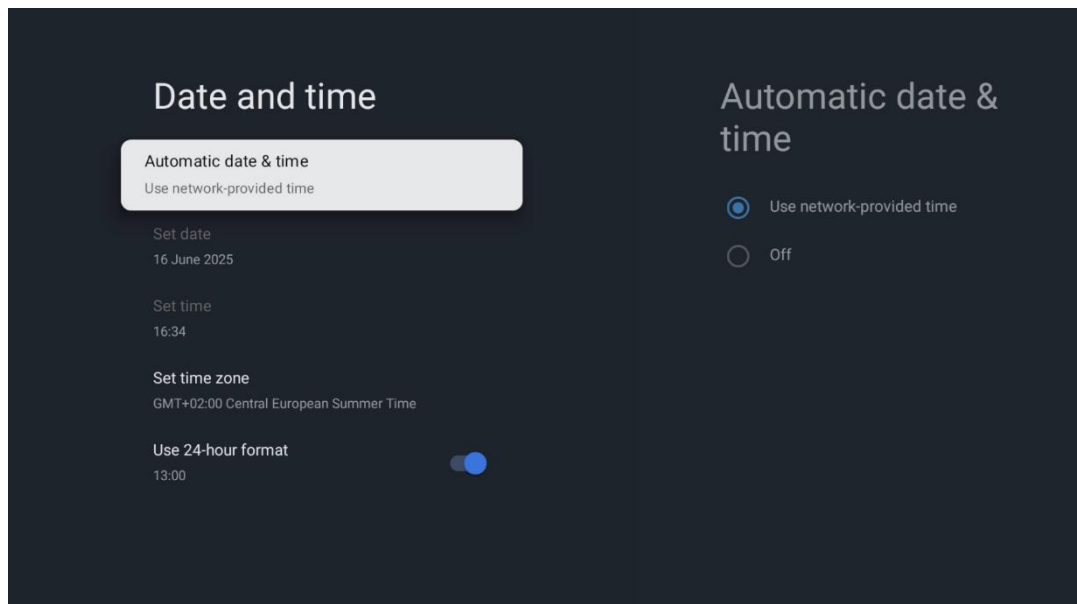 Date and time
Automatic date & time
Use network-provided time
Set date
16 June 2025
Set time
16:34
Set time zone
GMT+02:00 Central European Summer Time
Use 24-hour format
13:00
Automatic date &
time
Use network-provided time
Off